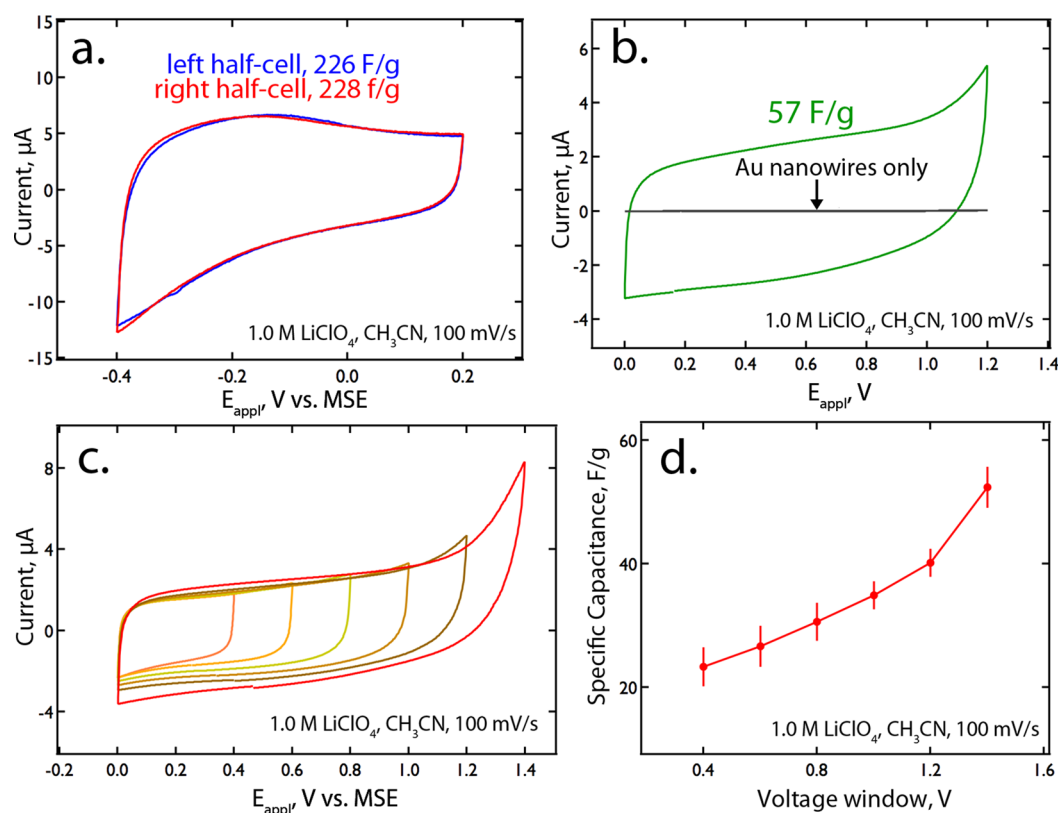 a.
left half-cell, 226 F/g
right half-cell, 228 f/g
15
10
5
0
-5
-10
-15
Current, µA
1.0 M LiClO4, CH3CN, 100 mV/s
-0.4
-0.2
0.0
0.2
Eappl, V vs. MSE
b.
57 F/g
Au nanowires only
6
4
2
0
-2
-4
Current, µA
1.0 M LiClO4, CH3CN, 100 mV/s
0.0
0.2
0.4
0.6
0.8
1.0
1.2
1.4
Eappl, V
c.
8
4
0
-4
Current, µA
1.0 M LiClO4, CH3CN, 100 mV/s
-0.2
0.0
0.2
0.4
0.6
0.8
1.0
1.2
1.4
Eappl, V vs. MSE
d.
60
40
20
Specific Capacitance, F/g
1.0 M LiClO4, CH3CN, 100 mV/s
0.4
0.8
1.2
1.6
Voltage window, V